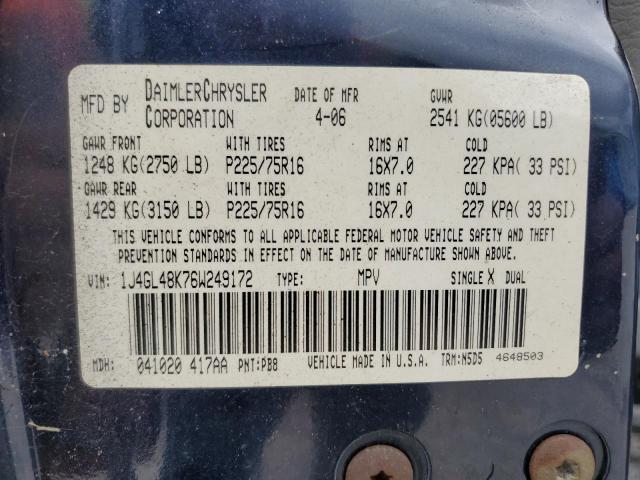 MFD BY DAIMLERCHRYSLER CORPORATION DATE OF MFR 4-06 GVWR 2541 KG(05600 LB)
GAWR FRONT WITH TIRES RIMS AT COLD
1248 KG(2750 LB) P225/75R16 16X7.0 227 KPA( 33 PSI)
GAWR REAR WITH TIRES RIMS AT COLD
1429 KG(3150 LB) P225/75R16 16X7.0 227 KPA( 33 PSI)
THIS VEHICLE CONFORMS TO ALL APPLICABLE FEDERAL MOTOR VEHICLE SAFETY AND THEFT
PREVENTION STANDARDS IN EFFECT ON THE DATE OF MANUFACTURE SHOWN ABOVE.
VIN: 1J4GL48K76W249172 TYPE: MPV SINGLE X DUAL
MDH: 041020 417AA PNT:PB8 VEHICLE MADE IN U.S.A. TRM:N5D5 4648503